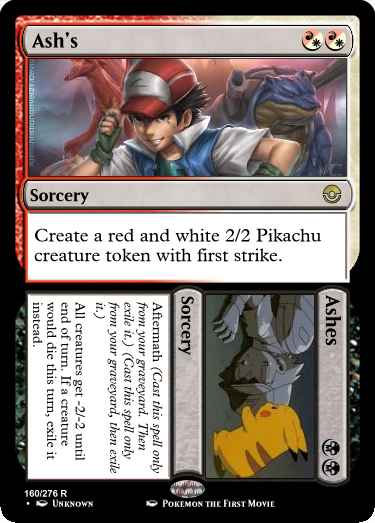 Ash's
Sorcery
Create a red and white 2/2 Pikachu
creature token with first strike.
Ashes
Sorcery
Aftermath (Cast this spell only
from your graveyard. Then
exile it.) (Cast this spell only
from your graveyard, then exile
it.)
All creatures get -2/-2 until
end of turn. If a creature
would die this turn, exile it
instead.
160/276 R
• Unknown
Pokemon the First Movie